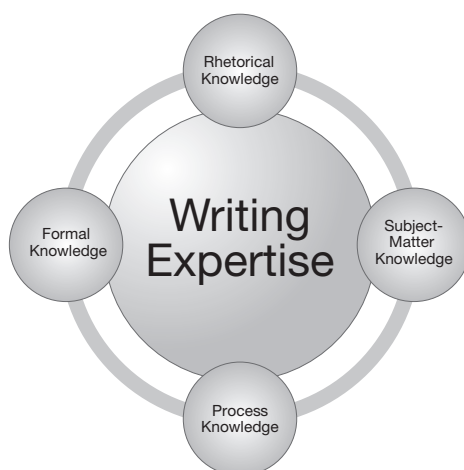 Rhetorical
Knowledge
Writing
Expertise
Formal
Knowledge
Subject-
Matter
Knowledge
Process
Knowledge